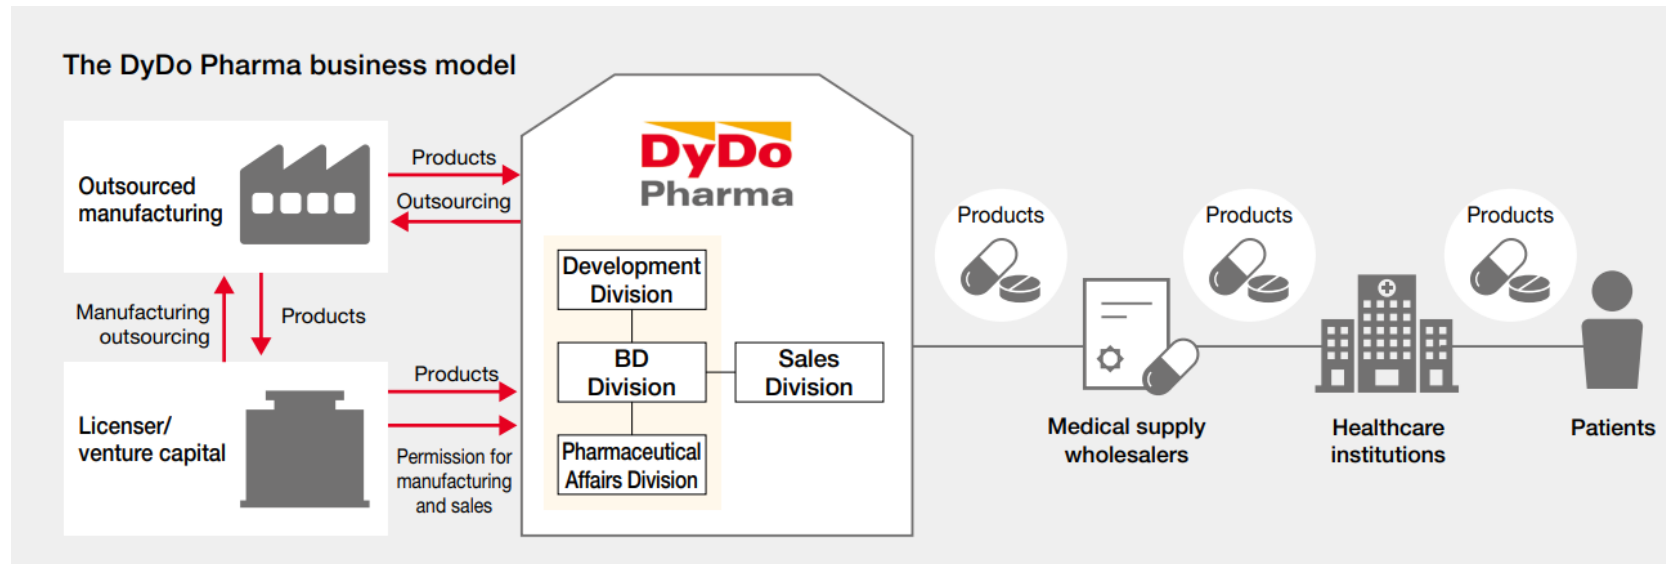 The DyDo Pharma business model
Outsourced
manufacturing
Products
Outsourcing
Manufacturing
outsourcing
Products
Licenser/
venture capital
Products
Permission for
manufacturing
and sales
DyDo
Pharma
Development
Division
BD
Division
Sales
Division
Pharmaceutical
Affairs Division
Products
Products
Products
Medical supply
wholesalers
Healthcare
institutions
Patients